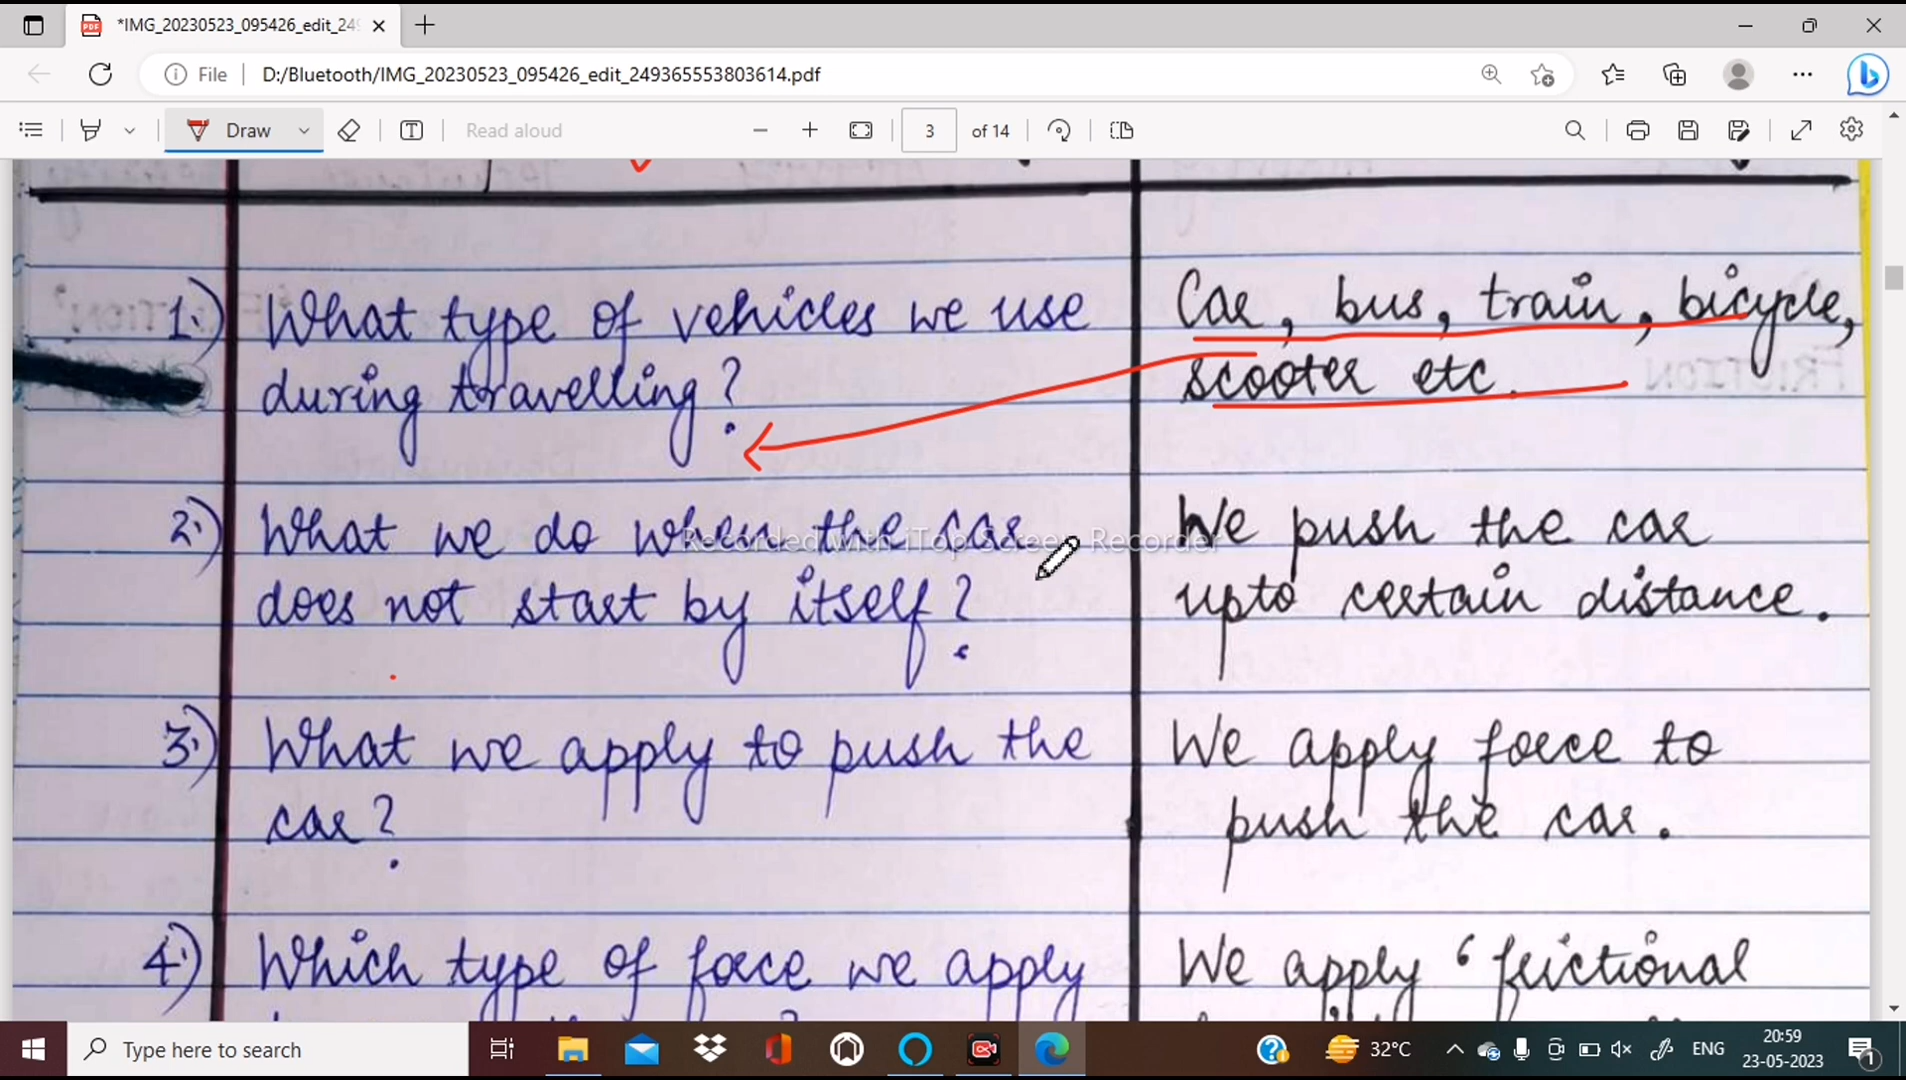 *IMG_20230523_095426_edit_249
File
D:/Bluetooth/IMG_20230523_095426_edit_249365553803614.pdf
Draw
Read aloud
3
of 14
1.) What type of vehicles we use
during travelling?
Car, bus, train, bicycle,
scooter etc.
2.) What we do when the car
does not start by itself?
We push the car
upto certain distance.
Recorded with iTop Screen Recorder
3.) What we apply to push the
car?
We apply force to
push the car.
4.) Which type of force we apply
We apply ‘frictional
Type here to search
32°C
ENG
20:59
23-05-2023
1